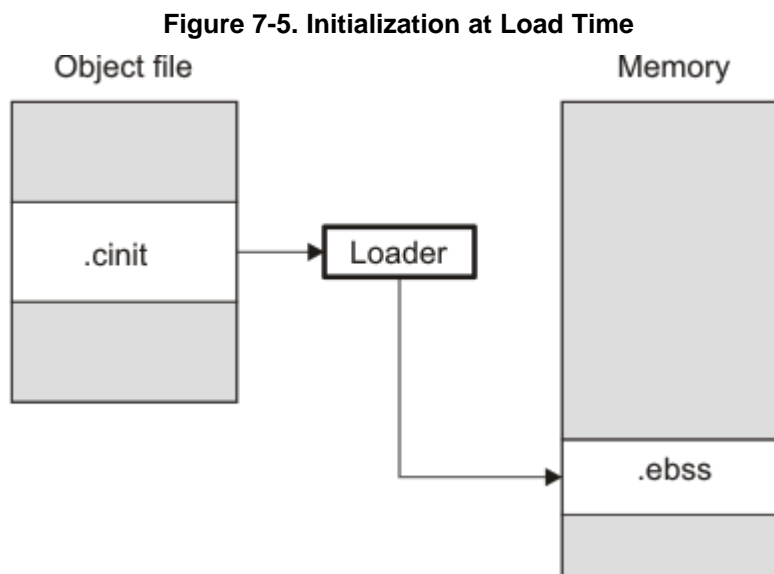 Figure 7-5. Initialization at Load Time
Object file
Memory
.cinit
Loader
.ebss